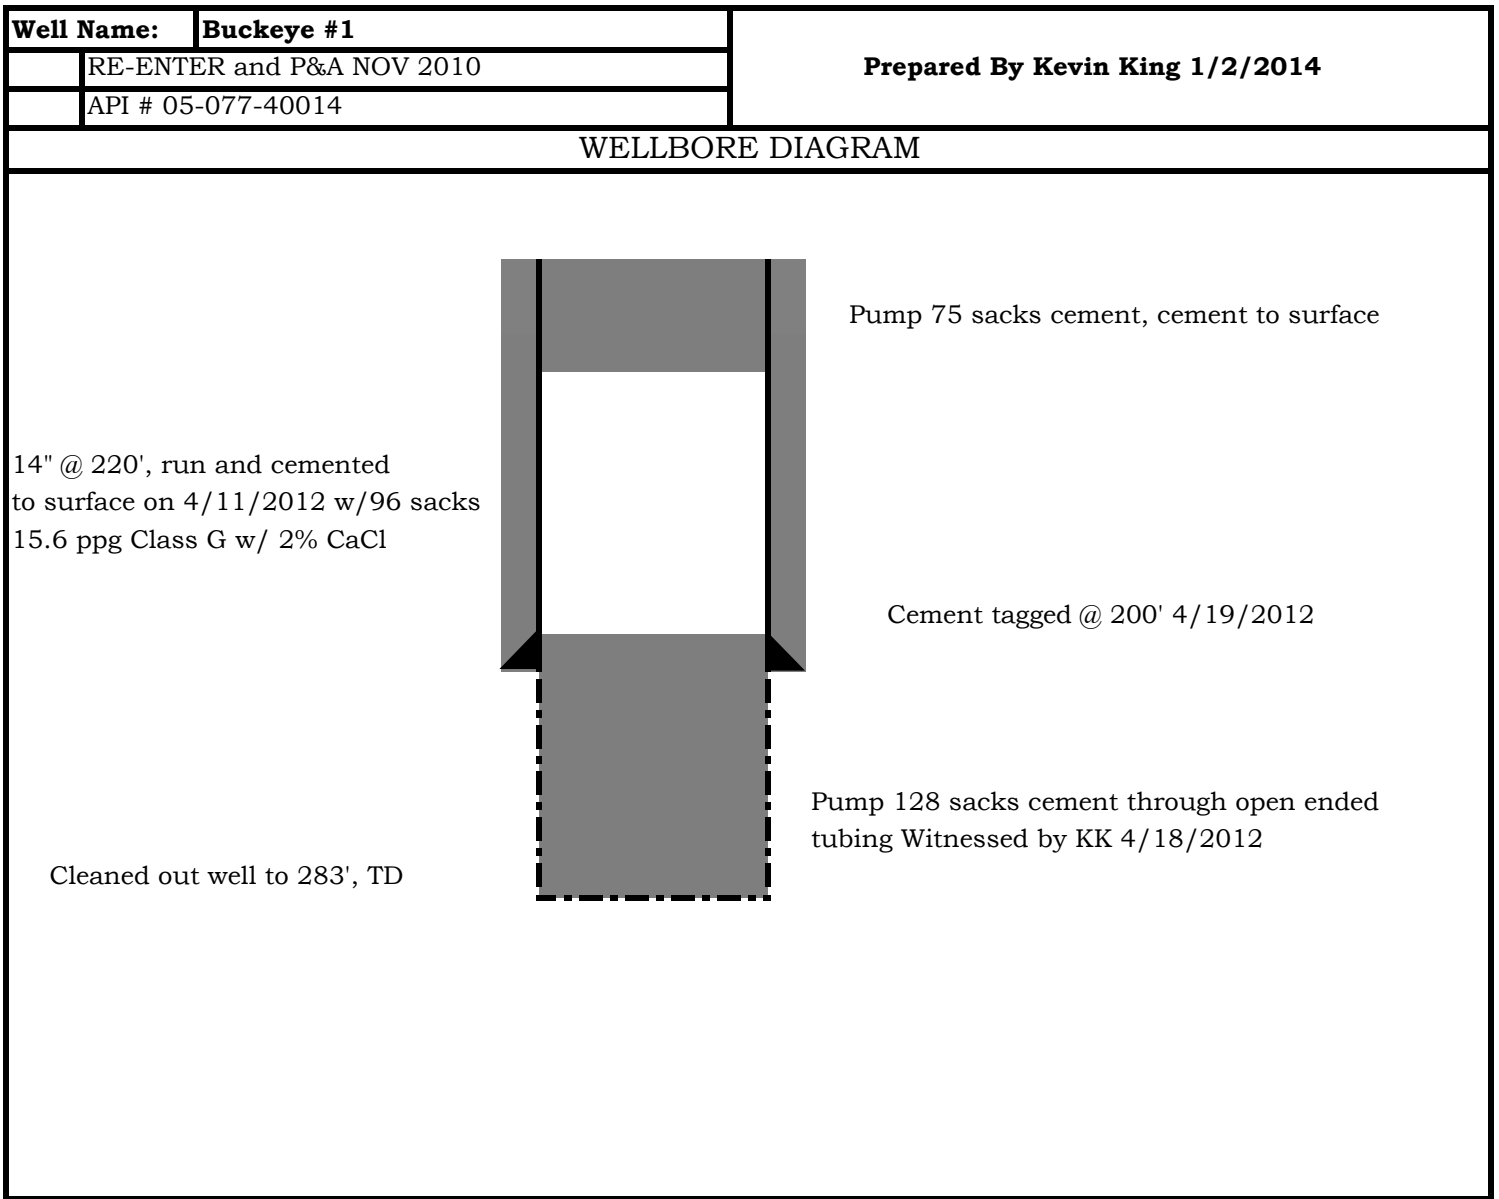 Well Name: Buckeye #1
RE-ENTER and P&A NOV 2010
API # 05-077-40014
Prepared By Kevin King 1/2/2014
WELLBORE DIAGRAM
Pump 75 sacks cement, cement to surface
14" @ 220', run and cemented
to surface on 4/11/2012 w/96 sacks
15.6 ppg Class G w/ 2% CaCl
Cement tagged @ 200' 4/19/2012
Pump 128 sacks cement through open ended
tubing Witnessed by KK 4/18/2012
Cleaned out well to 283', TD